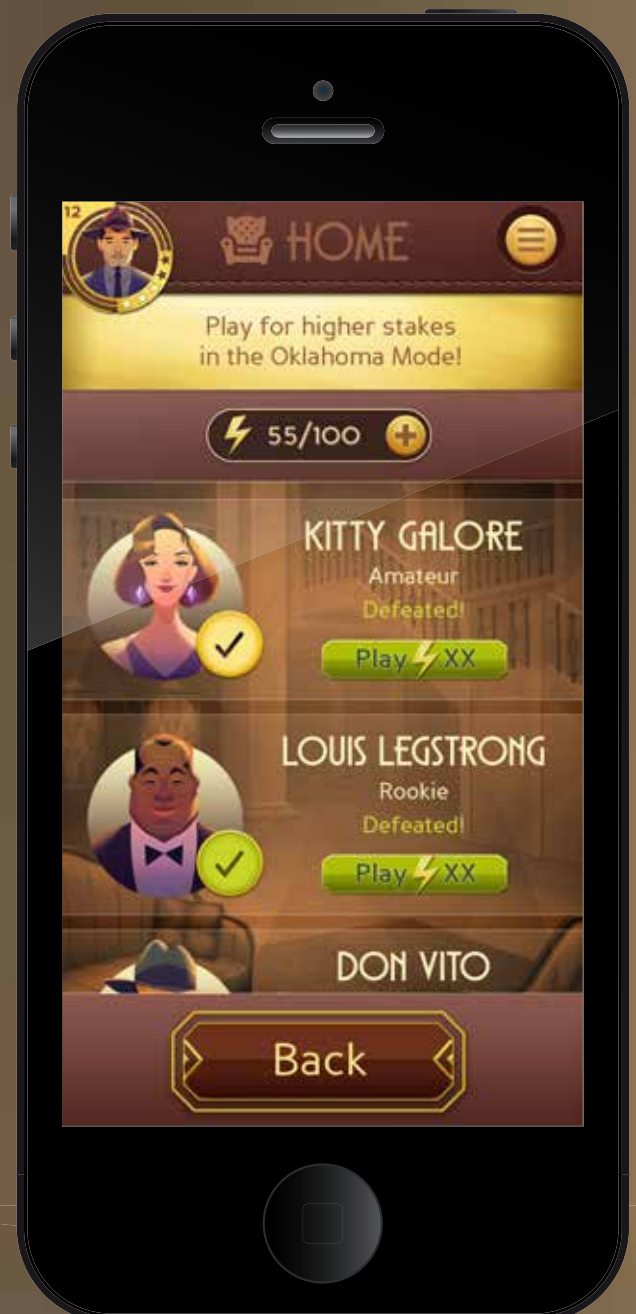 12
HOME
Play for higher stakes
in the Oklahoma Mode!
55/100
KITTY GALORE
Amateur
Defeated!
Play XX
LOUIS LEGSTRONG
Rookie
Defeated!
Play XX
DON VITO
Back